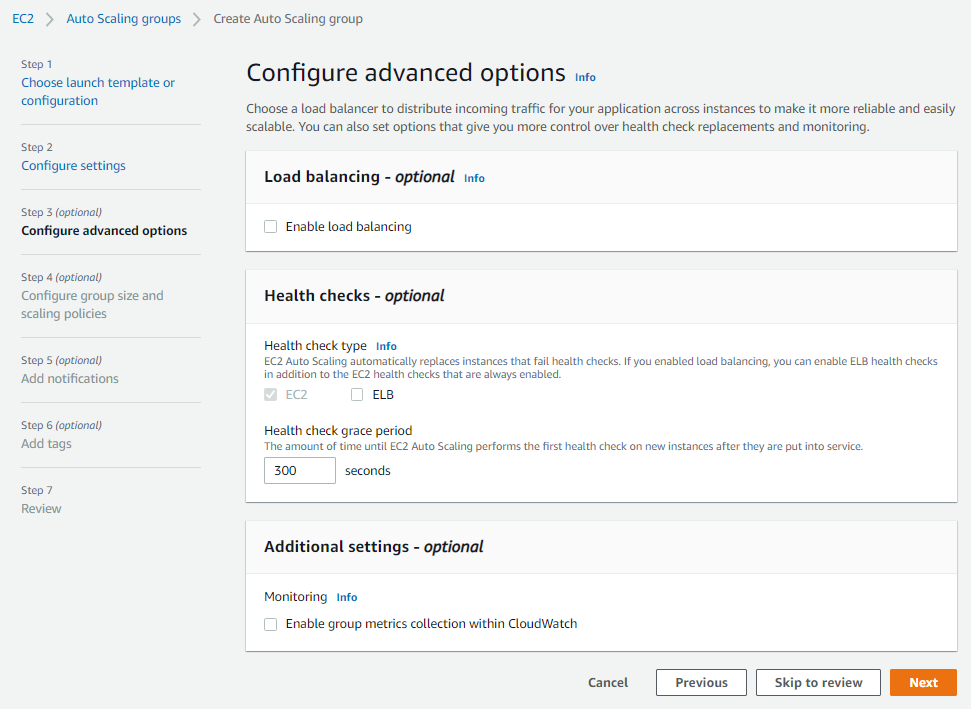 EC2 > Auto Scaling groups > Create Auto Scaling group
Step 1
Choose launch template or
configuration
Step 2
Configure settings
Step 3 (optional)
Configure advanced options
Step 4 (optional)
Configure group size and
scaling policies
Step 5 (optional)
Add notifications
Step 6 (optional)
Add tags
Step 7
Review
Configure advanced options Info
Choose a load balancer to distribute incoming traffic for your application across instances to make it more reliable and easily
scalable. You can also set options that give you more control over health check replacements and monitoring.
Load balancing - optional Info
Enable load balancing
Health checks - optional
Health check type Info
EC2 Auto Scaling automatically replaces instances that fail health checks. If you enabled load balancing, you can enable ELB health checks
in addition to the EC2 health checks that are always enabled.
EC2 ELB
Health check grace period
The amount of time until EC2 Auto Scaling performs the first health check on new instances after they are put into service.
300 seconds
Additional settings - optional
Monitoring Info
Enable group metrics collection within CloudWatch
Cancel Previous Skip to review Next